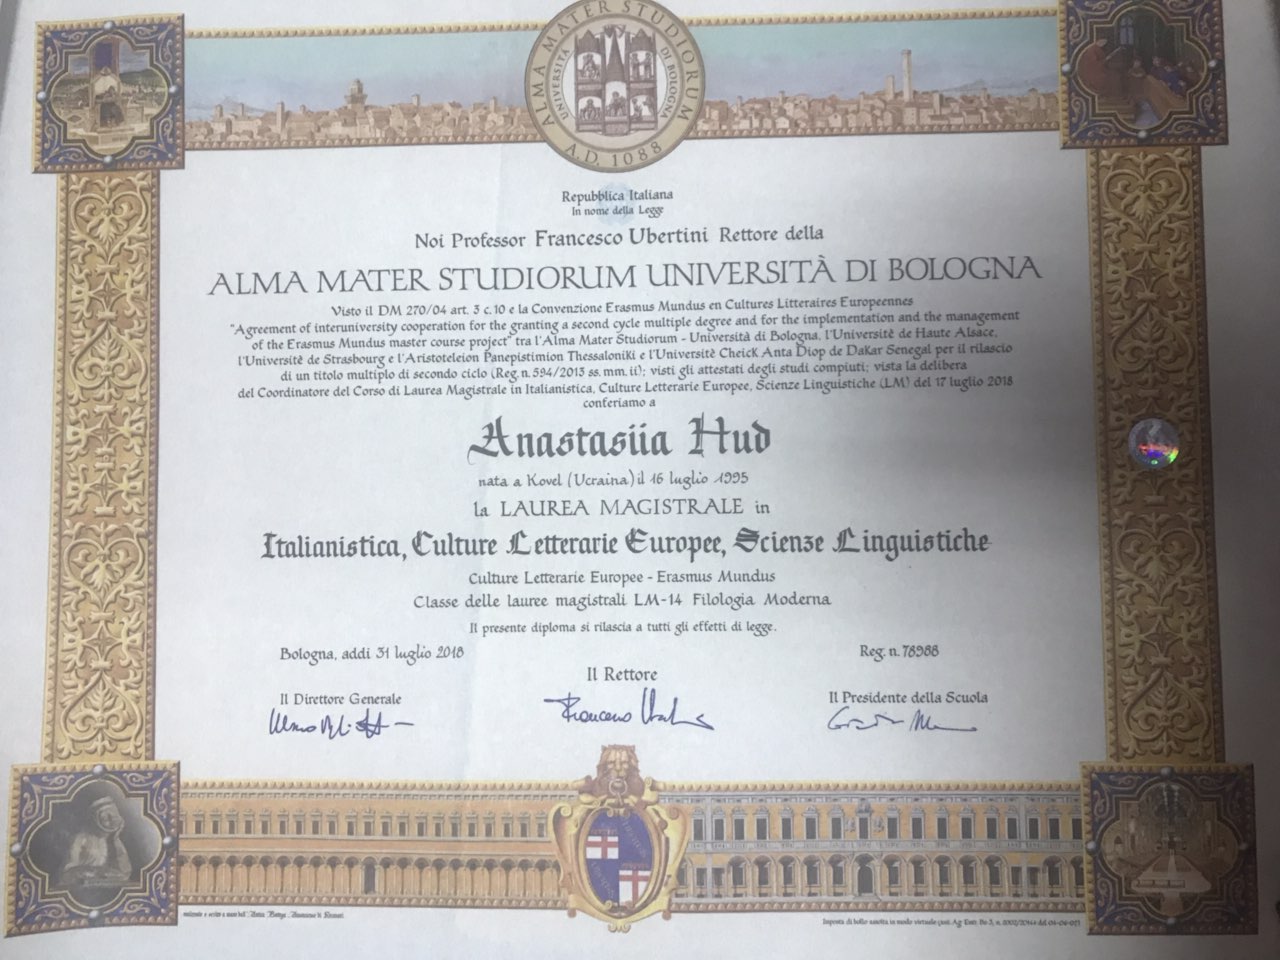 ALMA MATER STUDIORUM
UNIVERSITÀ DI BOLOGNA
A.D. 1088
Repubblica Italiana
In nome della Legge
Noi Professor Francesco Ubertini Rettore della
ALMA MATER STUDIORUM UNIVERSITÀ DI BOLOGNA
Visto il DM 270/04 art. 3 c. 10 e la Convenzione Erasmus Mundus en Cultures Litteraires Europeennes
"Agreement of interuniversity cooperation for the granting a second cycle multiple degree and for the implementation and the management
of the Erasmus Mundus master course project" tra l'Alma Mater Studiorum - Università di Bologna, l'Université de Haute Alsace,
l'Université de Strasbourg e l'Aristoteleion Panepistimion Thessaloniki e l'Université Cheick Anta Diop de Dakar Senegal per il rilascio
di un titolo multiplo di secondo ciclo (Reg. n. 594/2013 ss. mm. ii); visti gli attestati degli studi compiuti; vista la delibera
del Coordinatore del Corso di Laurea Magistrale in Italianistica, Culture Letterarie Europee, Scienze Linguistiche (LM) del 17 luglio 2018
conferiamo a
Anastasiia Hud
nata a Kovel (Ucraina) il 16 luglio 1995
la LAUREA MAGISTRALE in
Italianistica, Culture Letterarie Europee, Scienze Linguistiche
Culture Letterarie Europee - Erasmus Mundus
Classe delle lauree magistrali LM-14 Filologia Moderna
Il presente diploma si rilascia a tutti gli effetti di legge.
Bologna, addì 31 luglio 2018
Reg. n. 78988
Il Rettore
Il Direttore Generale
Il Presidente della Scuola
Francesco